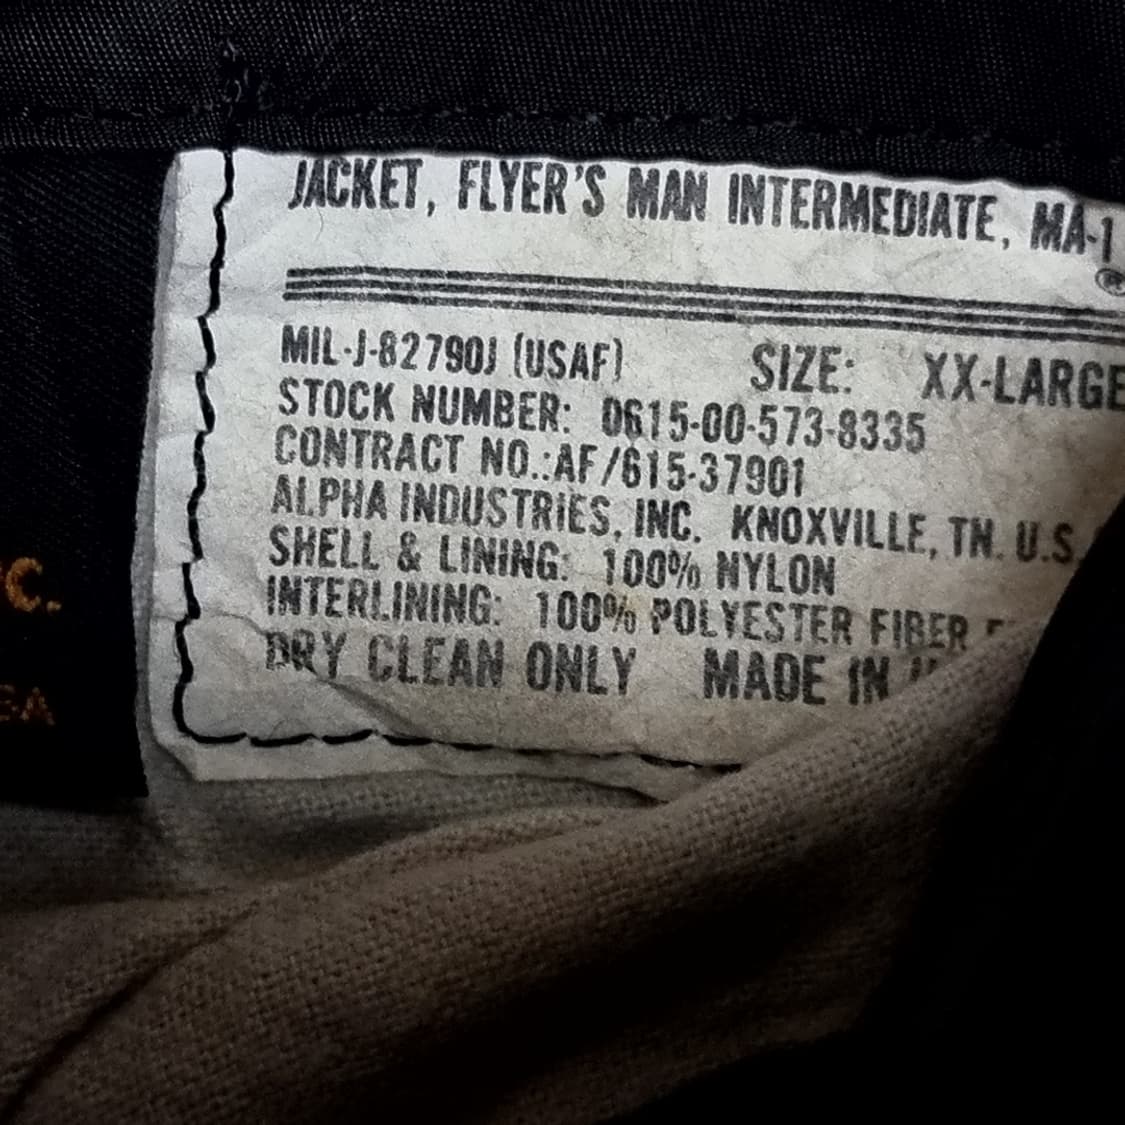 JACKET, FLYER'S MAN INTERMEDIATE, MA-1
®
MIL-J-82790J (USAF) SIZE: XX-LARGE
STOCK NUMBER: 0615-00-573-8335
CONTRACT NO.:AF/615-37901
ALPHA INDUSTRIES, INC. KNOXVILLE, TN. U.S.
SHELL & LINING: 100% NYLON
INTERLINING: 100% POLYESTER FIBER
DRY CLEAN ONLY MADE IN
C.